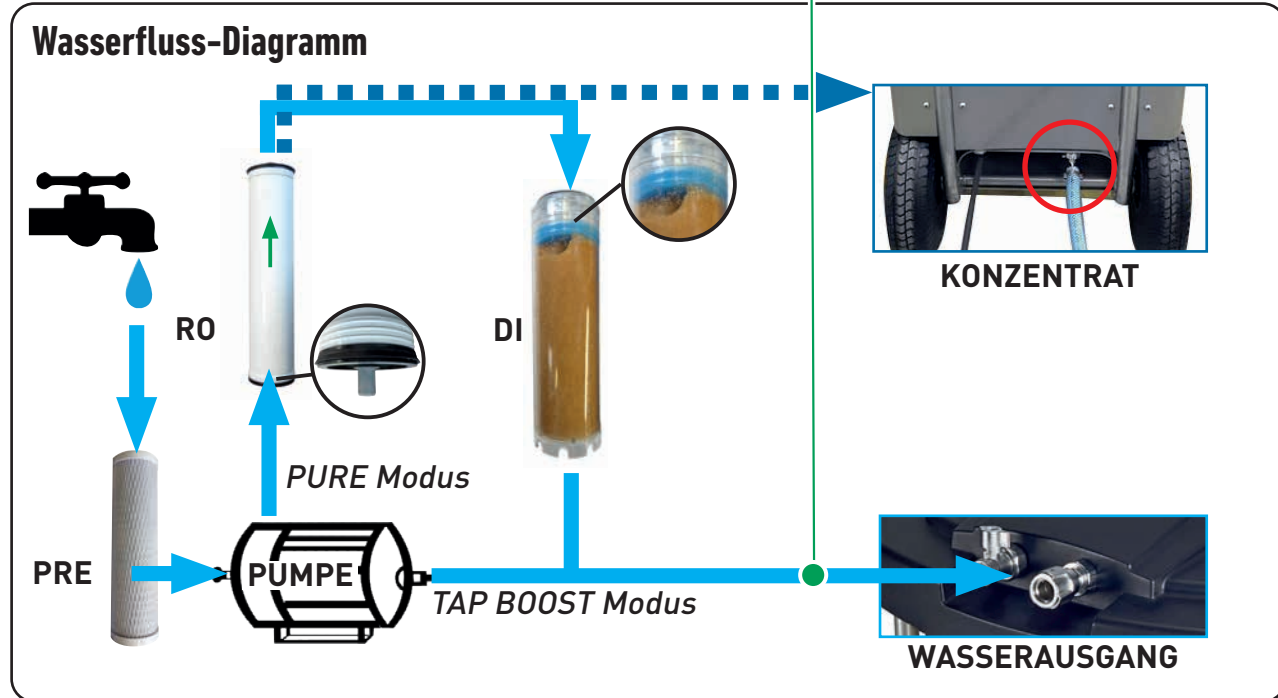 Wasserfluss-Diagramm
KONZENTRAT
RO
DI
PURE Modus
PRE
PUMPE
TAP BOOST Modus
WASSERAUSGANG